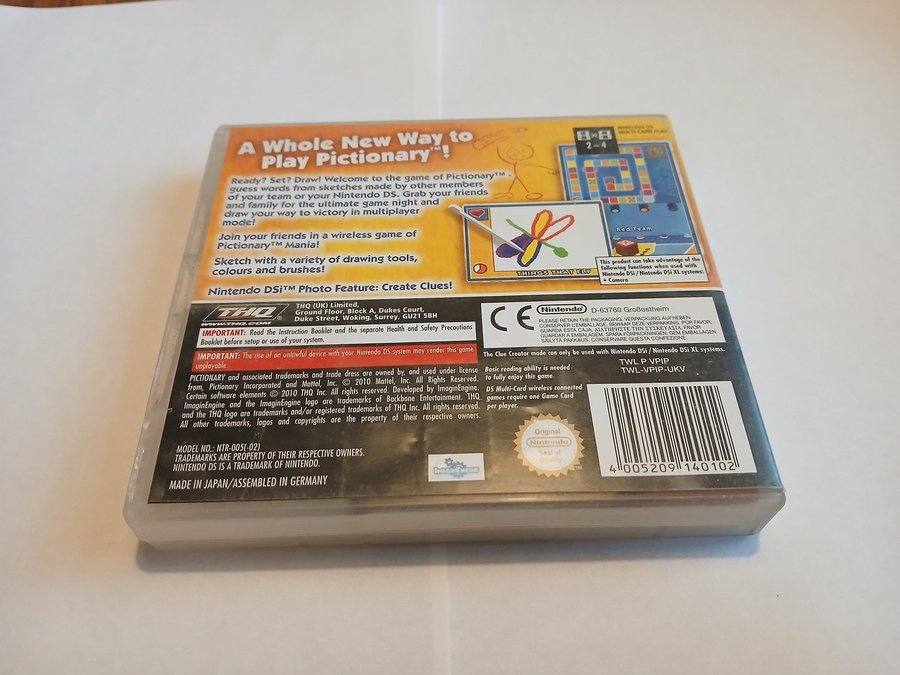 A Whole New Way to
Play Pictionary™!
Ready? Set? Draw! Welcome to the game of Pictionary™ -
guess words from sketches made by other members
of your team or your Nintendo DS. Grab your friends
and family for the ultimate game night and
draw your way to victory in multiplayer
mode!
Join your friends in a wireless game of
Pictionary™ Mania!
Sketch with a variety of drawing tools,
colours and brushes!
Nintendo DSi™ Photo Feature: Create Clues!
2 - 4
WIRELESS DS
MULTI-CARD PLAY
Red Team
THINGS THAT FLY
This product can take advantage of the
following functions when used with
Nintendo DSi / Nintendo DSi XL systems:
• Camera
THQ
www.THQ.COM
THQ (UK) Limited,
Ground Floor, Block A, Dukes Court,
Duke Street, Woking, Surrey, GU21 5BH
IMPORTANT: Read the Instruction Booklet and the separate Health and Safety Precautions
Booklet before setup or use of your system.
IMPORTANT: The use of an unlawful device with your Nintendo DS system may render this game
unplayable.
PICTIONARY and associated trademarks and trade dress are owned by, and used under license
from, Pictionary Incorporated and Mattel, Inc. © 2010 Mattel, Inc. All Rights Reserved.
Certain software elements © 2010 THQ Inc. All rights reserved. Developed by ImaginEngine.
ImaginEngine and the ImaginEngine logo are trademarks of Backbone Entertainment. THQ
and the THQ logo are trademarks and/or registered trademarks of THQ Inc. All rights reserved.
All other trademarks, logos and copyrights are the property of their respective owners.
MODEL NO.: NTR-005(-02)
TRADEMARKS ARE PROPERTY OF THEIR RESPECTIVE OWNERS.
NINTENDO DS IS A TRADEMARK OF NINTENDO.
MADE IN JAPAN/ASSEMBLED IN GERMANY
ImaginEngine
CE
Nintendo
D-63760 Großostheim
PLEASE RETAIN THE PACKAGING. VERPACKUNG AUFHEBEN.
CONSERVER L'EMBALLAGE. BEWAAR DEZE VERPAKKING. POR FAVOR,
GUARDA ESTA CAJA. ΔΙΑΤΗΡΗΣΤΕ ΤΗΝ ΣΥΣΚΕΥΑΣΙΑ. FAVOR
GUARDAR A EMBALAGEM. SPARA FÖRPACKNINGEN. GEM EMBALLAGEN.
SÄILYTÄ PAKKAUS. CONSERVARE QUESTA CONFEZIONE.
The Clue Creator mode can only be used with Nintendo DSi / Nintendo DSi XL systems.
Basic reading ability is needed
to fully enjoy this game.
DS Multi-Card wireless connected
games require one Game Card
per player.
TWL P VPIP
TWL-VPIP-UKV
Original
Nintendo
Seal of
Quality
4 005209 140102